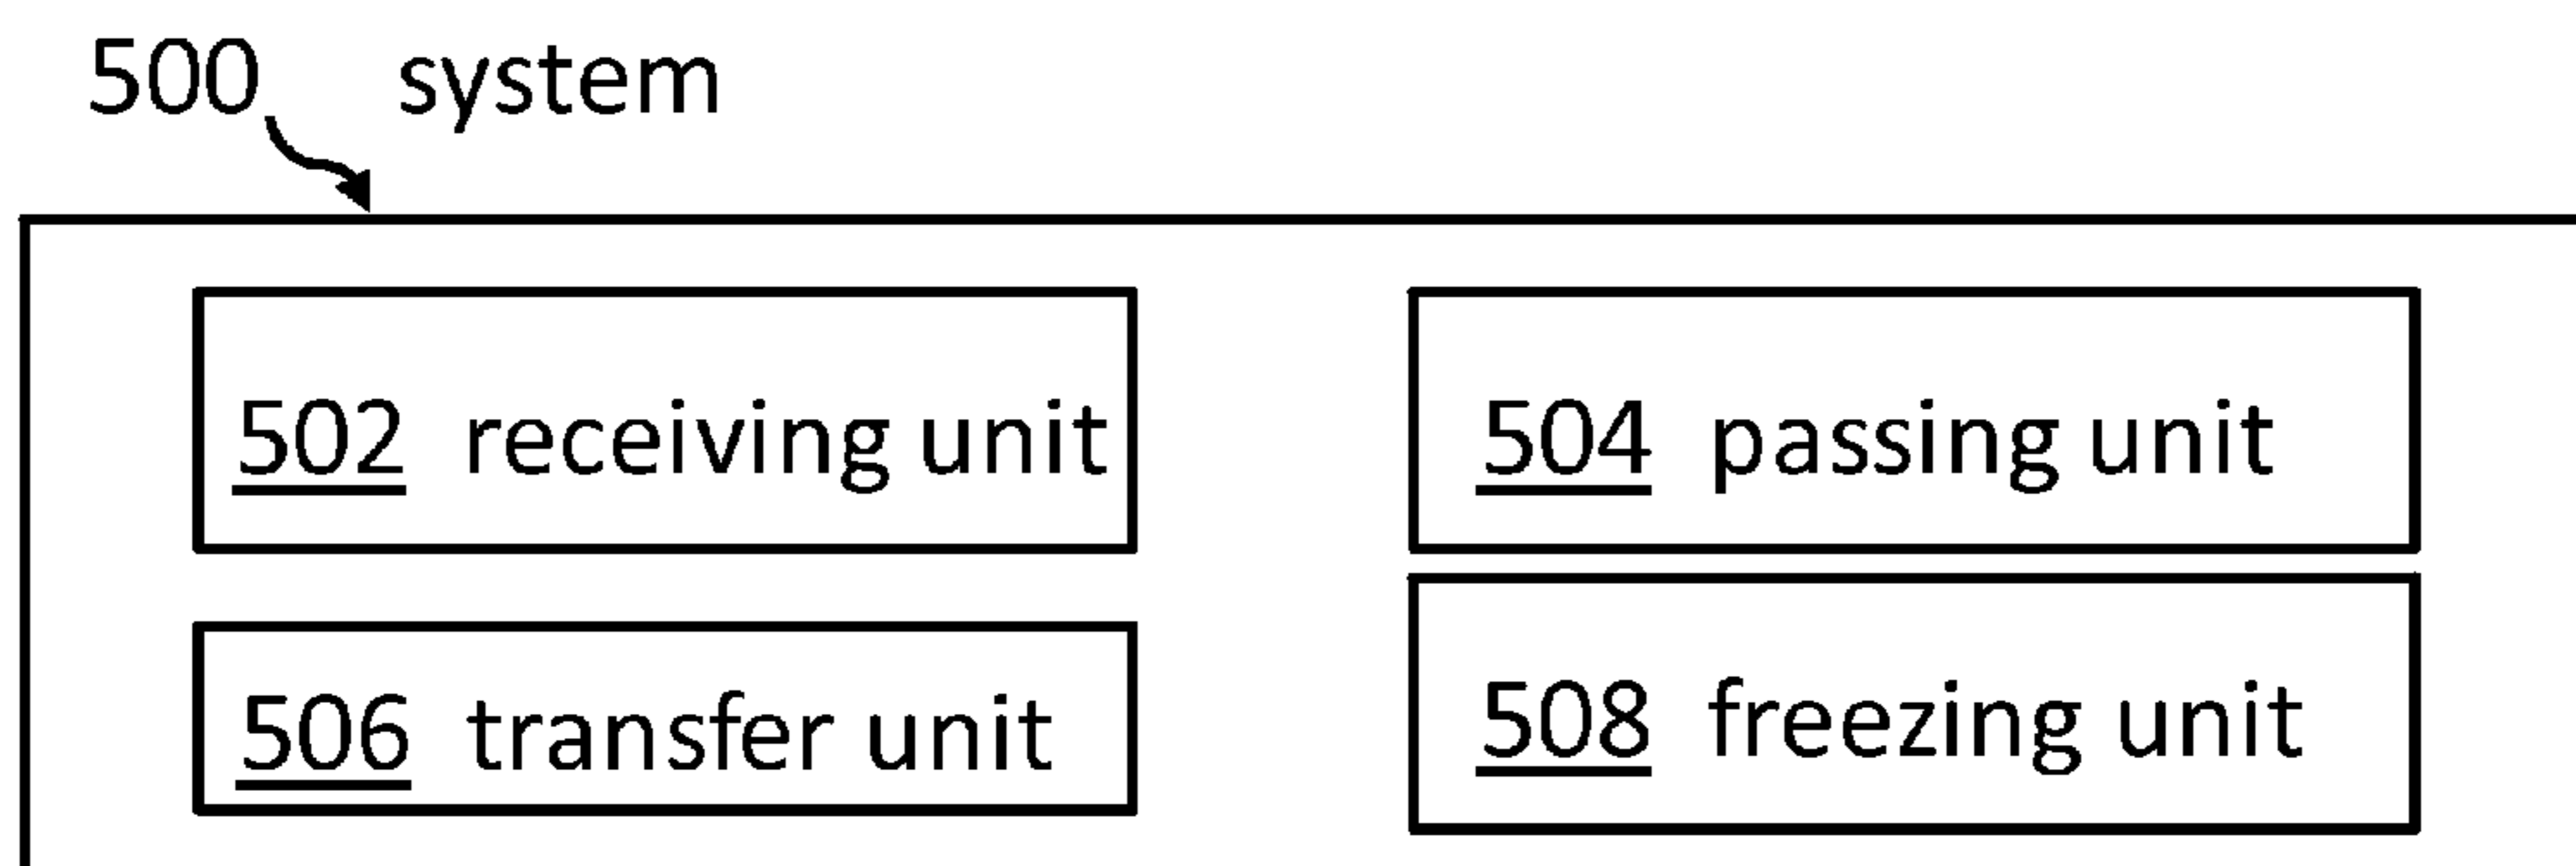 500 system
502 receiving unit
504 passing unit
506 transfer unit
508 freezing unit